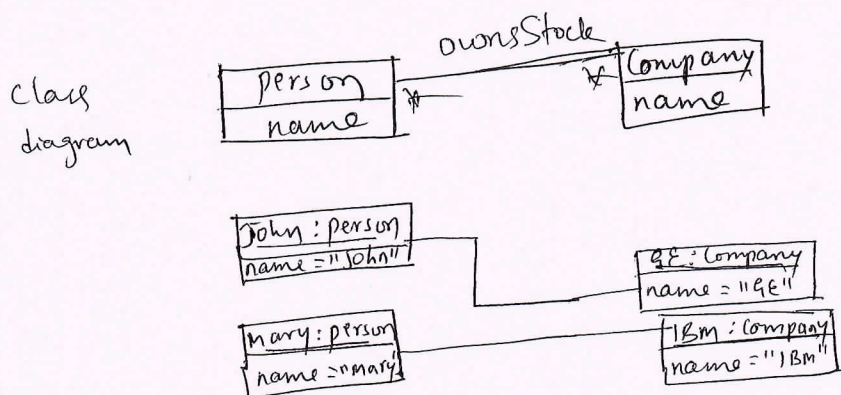 ownsStock
person
*
*
Company
name
name
class
diagram
John : person
name = "John"
GE : Company
name = "GE"
Mary : person
name = "Mary"
IBM : Company
name = "IBM"